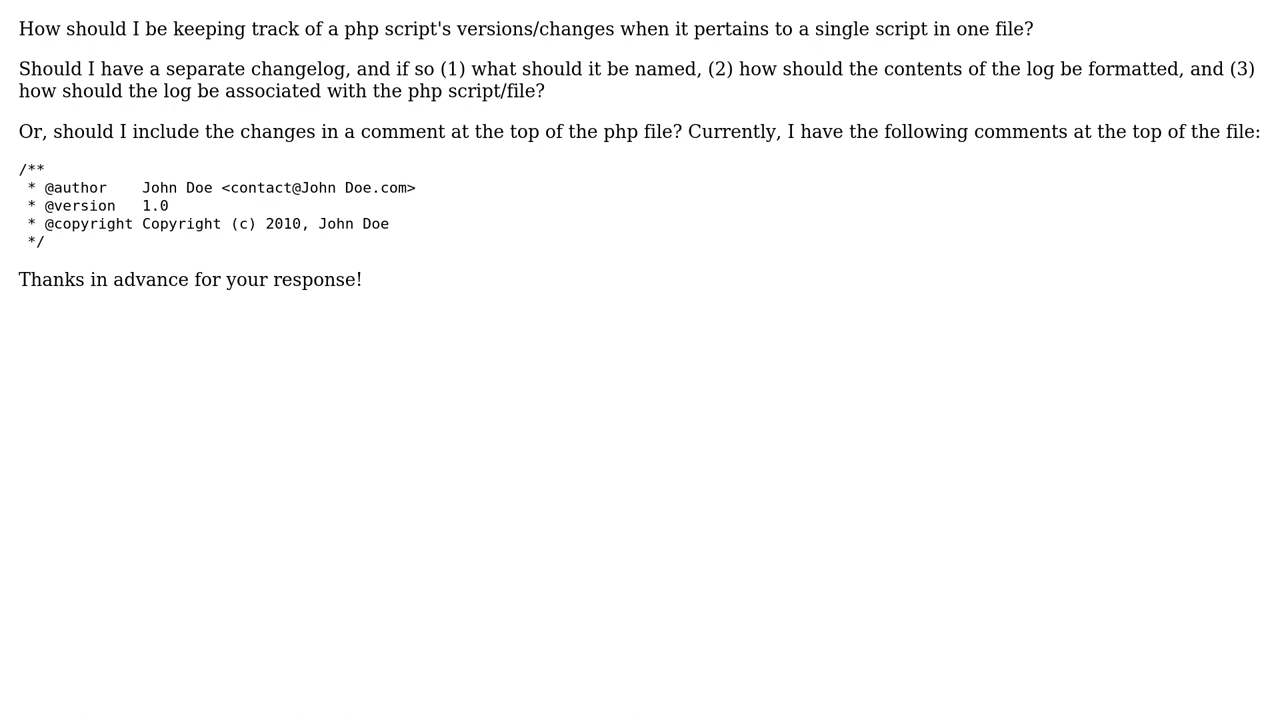 How should I be keeping track of a php script's versions/changes when it pertains to a single script in one file?
Should I have a separate changelog, and if so (1) what should it be named, (2) how should the contents of the log be formatted, and (3)
how should the log be associated with the php script/file?
Or, should I include the changes in a comment at the top of the php file? Currently, I have the following comments at the top of the file:
/**
 * @author    John Doe <contact@John Doe.com>
 * @version   1.0
 * @copyright Copyright (c) 2010, John Doe
 */
Thanks in advance for your response!